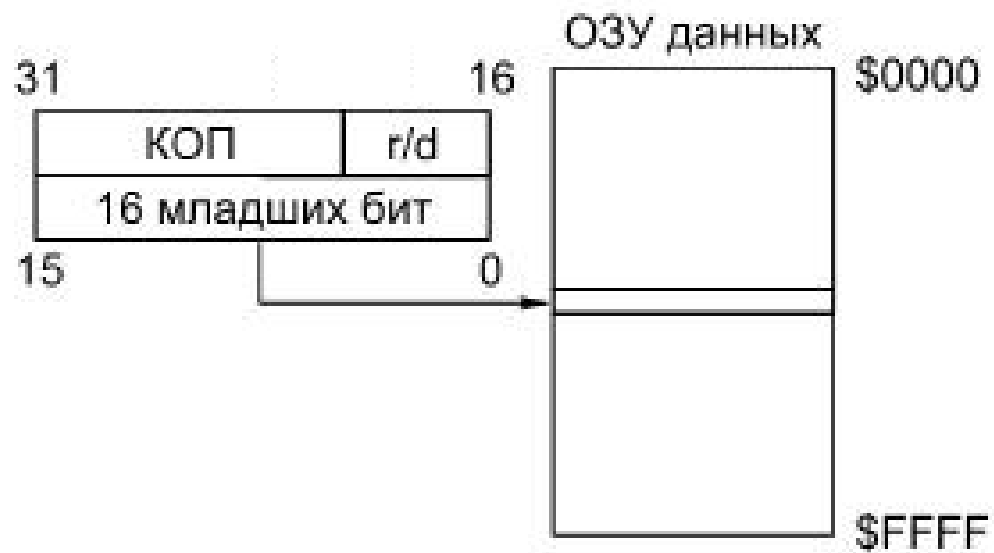 ОЗУ данных
31 16
$0000
КОП r/d
16 младших бит
15 0
$FFFF